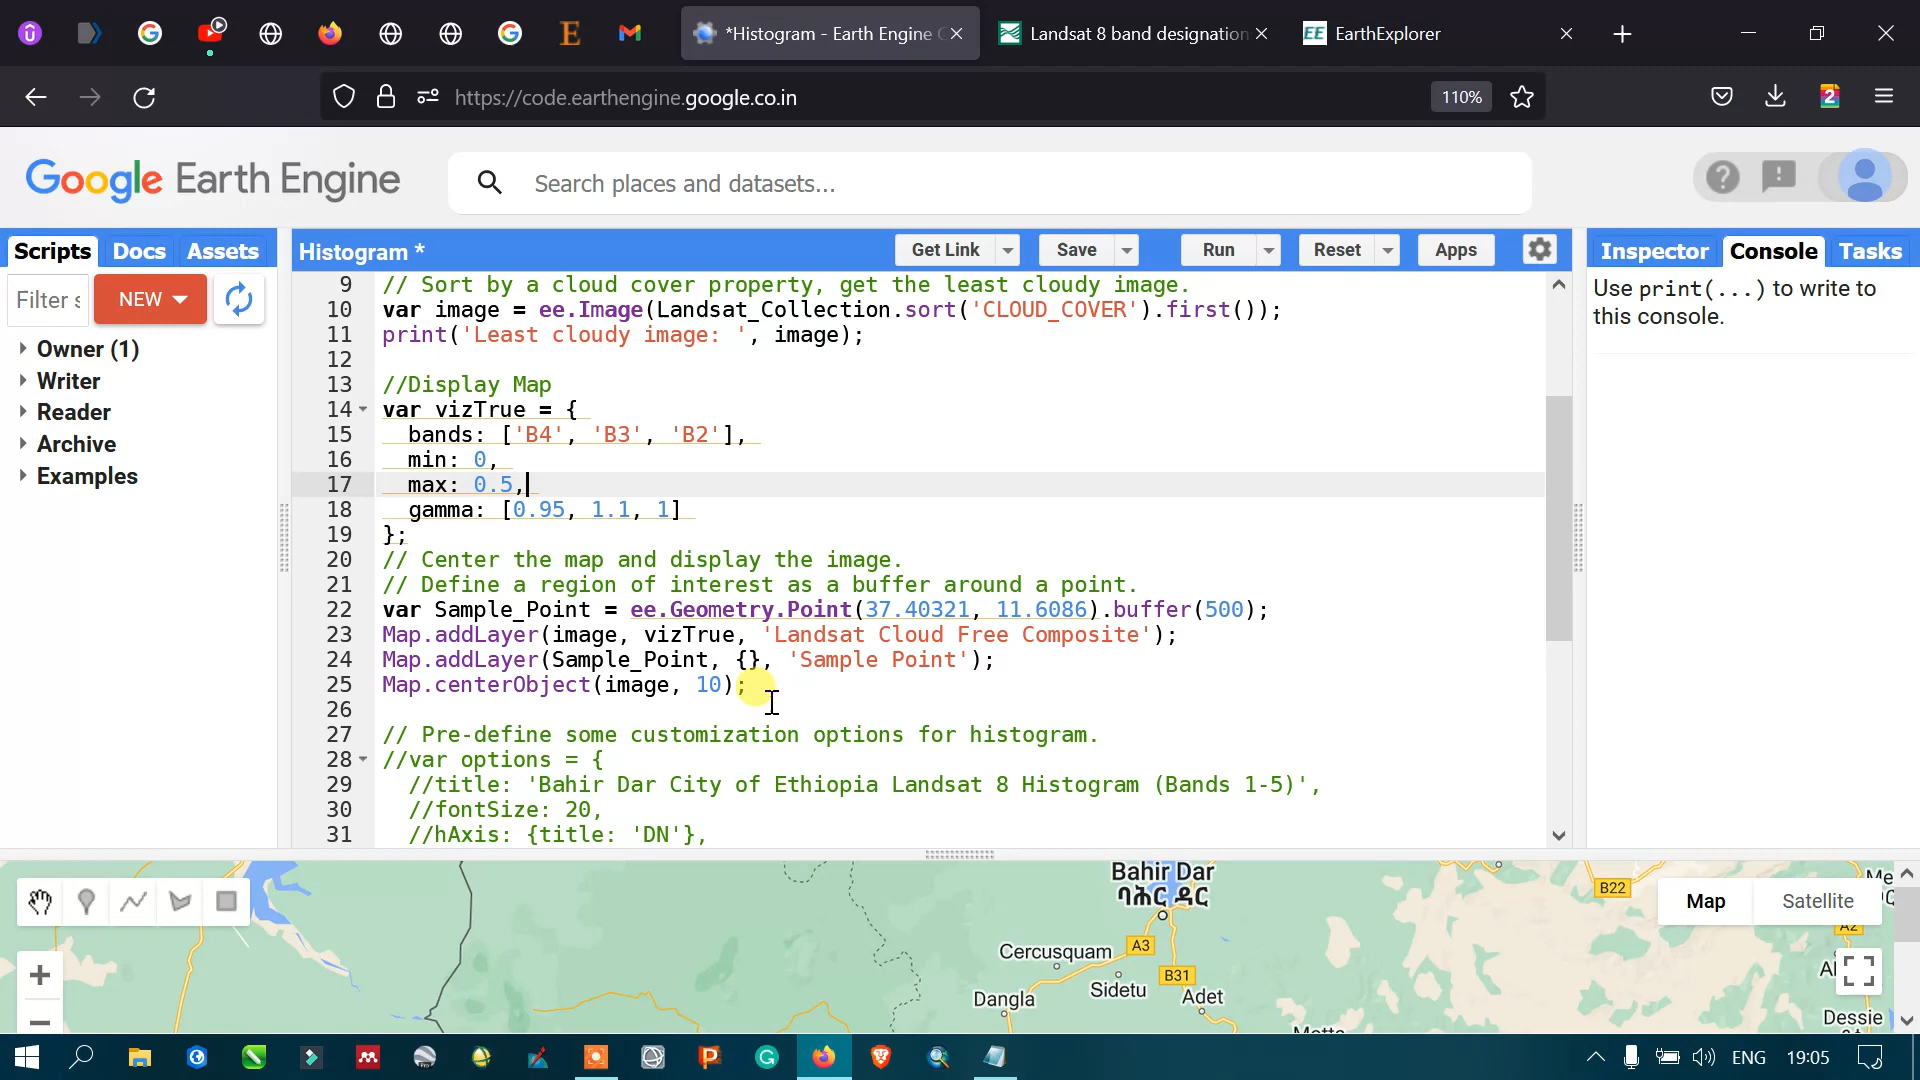 *Histogram - Earth Engine C
Landsat 8 band designation
EE EarthExplorer
https://code.earthengine.google.co.in
110%
2
Google Earth Engine
Search places and datasets...
Scripts Docs Assets
Histogram *
Get Link
Save
Run
Reset
Apps
Inspector Console Tasks
Filter s
NEW
Owner (1)
Writer
Reader
Archive
Examples
9 // Sort by a cloud cover property, get the least cloudy image.
10 var image = ee.Image(Landsat_Collection.sort('CLOUD_COVER').first());
11 print('Least cloudy image: ', image);
12
13 //Display Map
14 var vizTrue = {
15 bands: ['B4', 'B3', 'B2'],
16 min: 0,
17 max: 0.5,
18 gamma: [0.95, 1.1, 1]
19 };
20 // Center the map and display the image.
21 // Define a region of interest as a buffer around a point.
22 var Sample_Point = ee.Geometry.Point(37.40321, 11.6086).buffer(500);
23 Map.addLayer(image, vizTrue, 'Landsat Cloud Free Composite');
24 Map.addLayer(Sample_Point, {}, 'Sample Point');
25 Map.centerObject(image, 10);
26
27 // Pre-define some customization options for histogram.
28 //var options = {
29 //title: 'Bahir Dar City of Ethiopia Landsat 8 Histogram (Bands 1-5)',
30 //fontSize: 20,
31 //hAxis: {title: 'DN'},
Use print(...) to write to
this console.
Bahir Dar
ባሕር ዳር
Cercusquam
A3
B31
Sidetu
Dangla
Adet
B22
Me
A2
Dessie
Map
Satellite
ENG
19:05